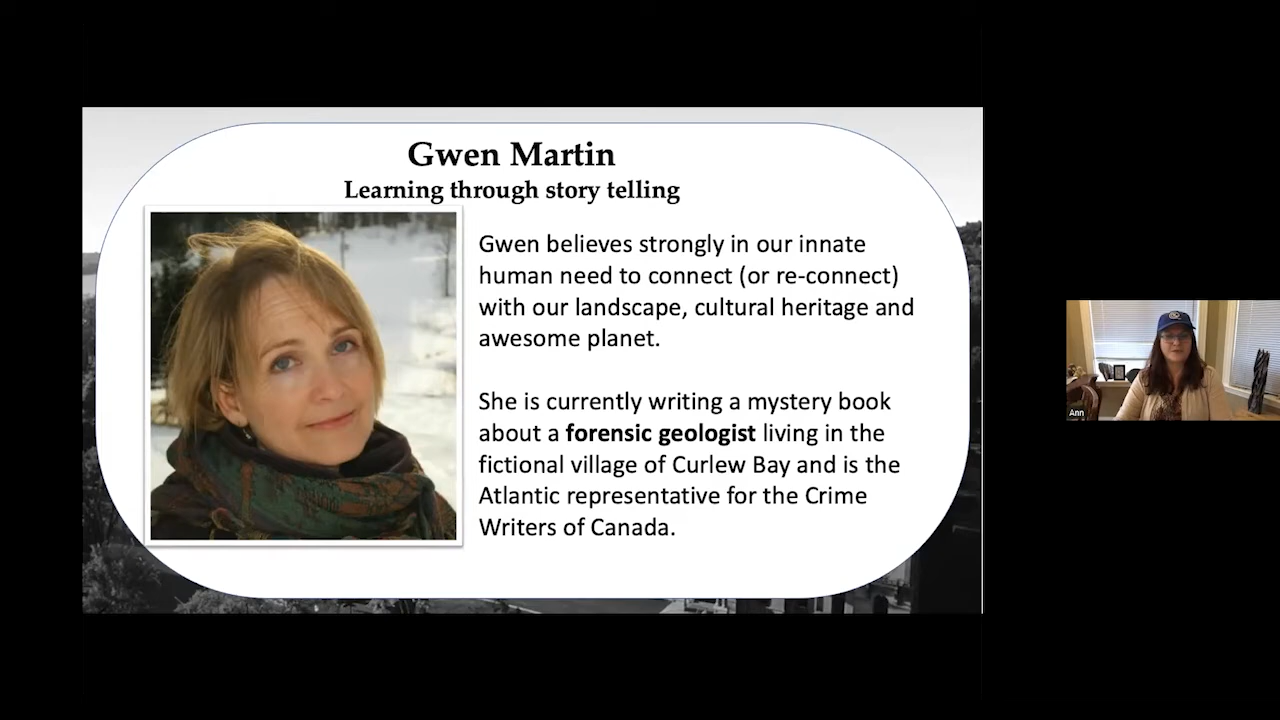 Gwen Martin
Learning through story telling
Gwen believes strongly in our innate
human need to connect (or re-connect)
with our landscape, cultural heritage and
awesome planet.
She is currently writing a mystery book
about a forensic geologist living in the
fictional village of Curlew Bay and is the
Atlantic representative for the Crime
Writers of Canada.
Ann